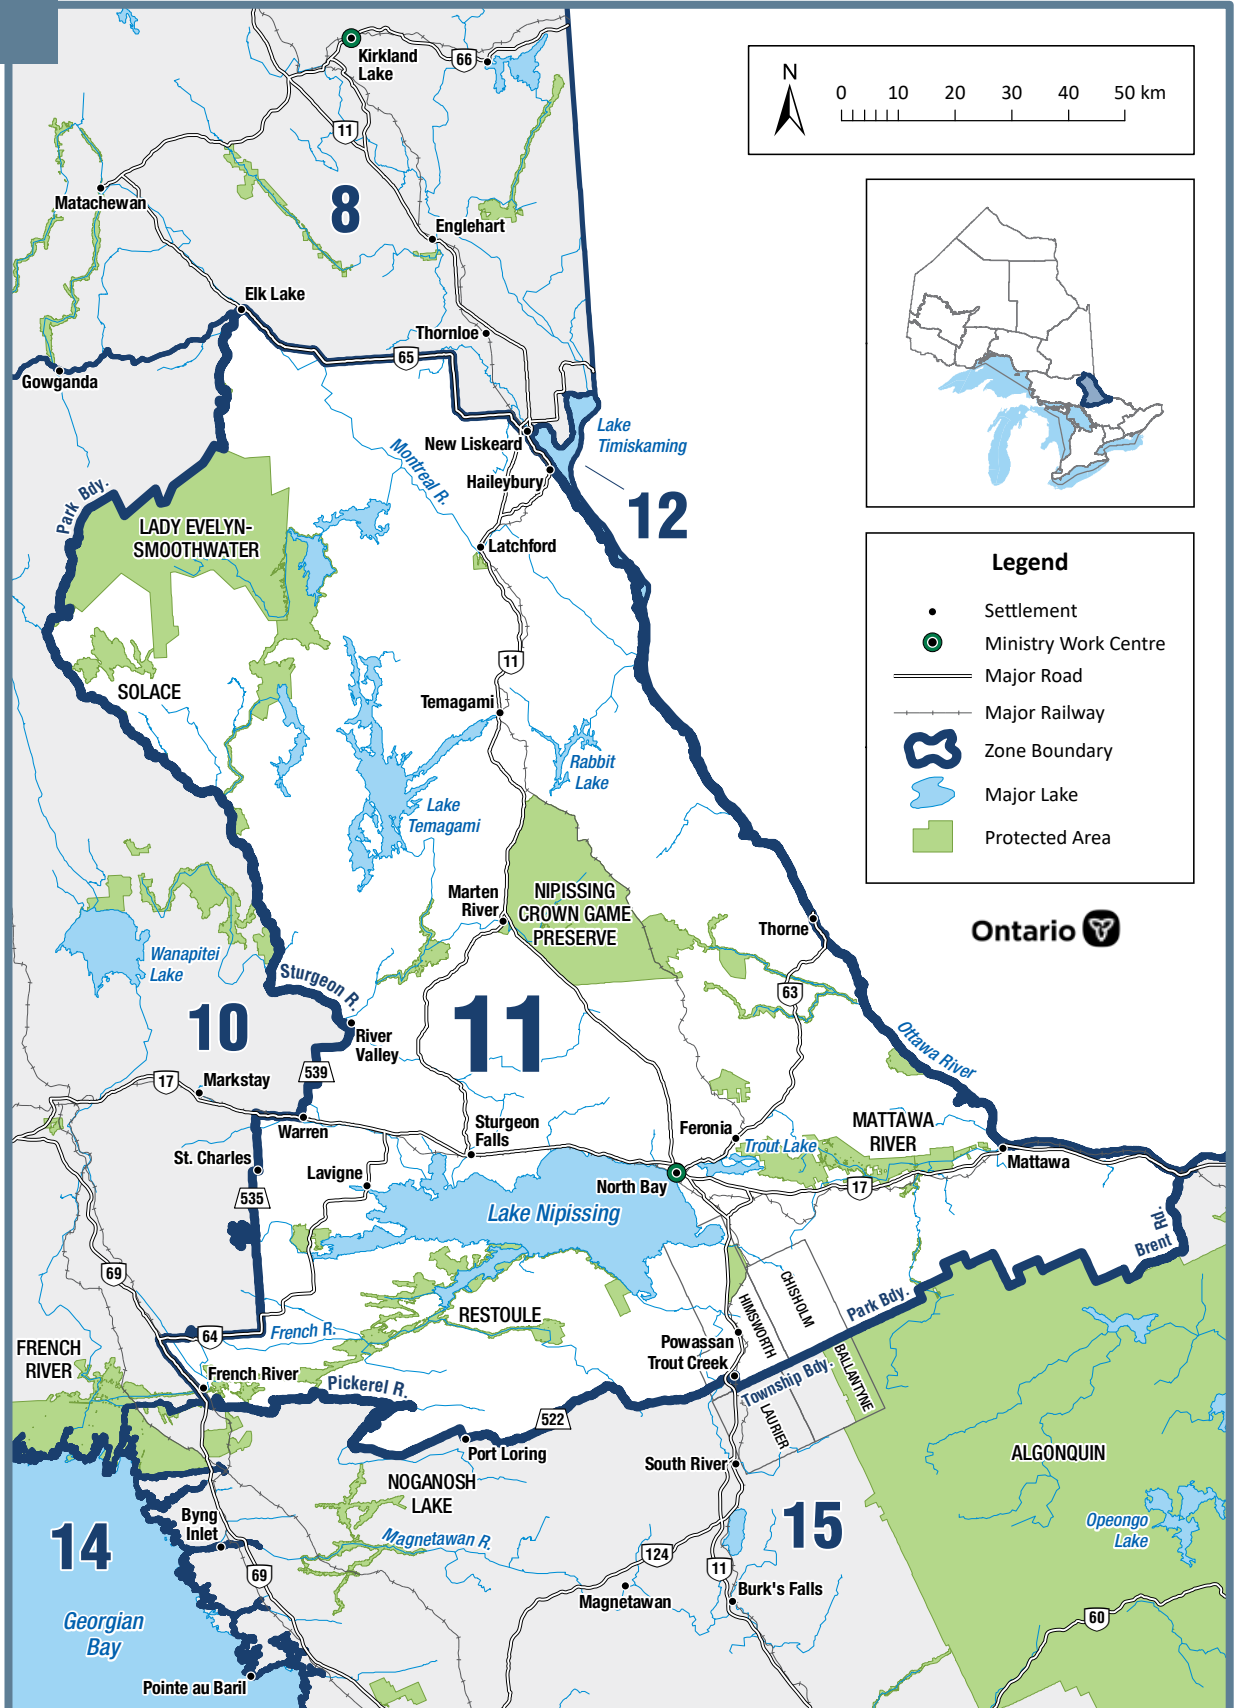 Kirkland
Lake
66
N
0 10 20 30 40 50 km
11
Matachewan
8
Englehart
Elk Lake
Thornloe
65
Gowganda
Lake
Timiskaming
New Liskeard
Montreal R.
Haileybury
Park Bdy.
12
LADY EVELYN-
SMOOTHWATER
Latchford
Legend
Settlement
Ministry Work Centre
Major Road
Major Railway
Zone Boundary
Major Lake
Protected Area
11
SOLACE
Temagami
Rabbit
Lake
Lake
Temagami
Marten
River
NIPISSING
CROWN GAME
PRESERVE
Thorne
Ontario
Wanapitei
Lake
Sturgeon R.
63
10
11
River
Valley
Ottawa River
539
17
Markstay
Warren
Sturgeon
Falls
Feronia
MATTAWA
RIVER
Trout Lake
St. Charles
Lavigne
Mattawa
North Bay
535
17
Lake Nipissing
Brent Rd.
69
CHISHOLM
HIMSWORTH
Park Bdy.
RESTOULE
64
French R.
Powassan
Trout Creek
FRENCH
RIVER
French River
Township Bdy.
BALLANTYNE
Pickerel R.
522
LAURIER
Port Loring
South River
ALGONQUIN
NOGANOSH
LAKE
Byng
Inlet
14
Magnetawan R.
15
Opeongo
Lake
124
69
11
Magnetawan
Burk's Falls
60
Georgian
Bay
Pointe au Baril